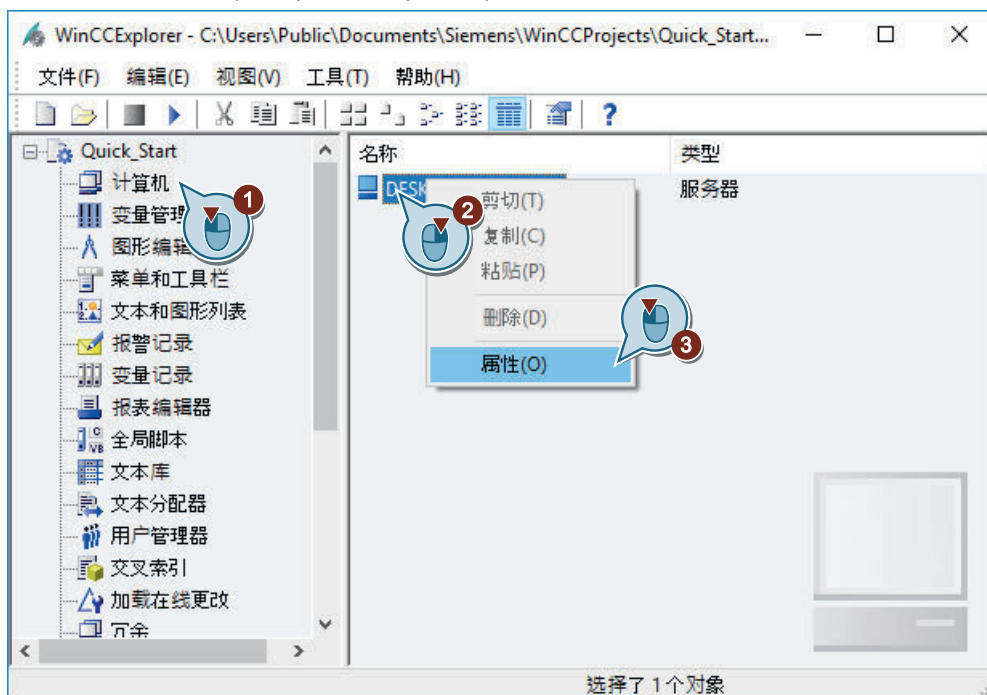 WinCCExplorer - C:\Users\Public\Documents\Siemens\WinCCProjects\Quick_Start...
文件(F) 编辑(E) 视图(V) 工具(T) 帮助(H)
Quick_Start
计算机
变量管理
图形编辑
菜单和工具栏
文本和图形列表
报警记录
变量记录
报表编辑器
全局脚本
文本库
文本分配器
用户管理器
交叉索引
加载在线更改
冗余
名称 类型
DESK 服务器
剪切(T)
复制(C)
粘贴(P)
删除(D)
属性(O)
1
2
3
选择了 1 个对象